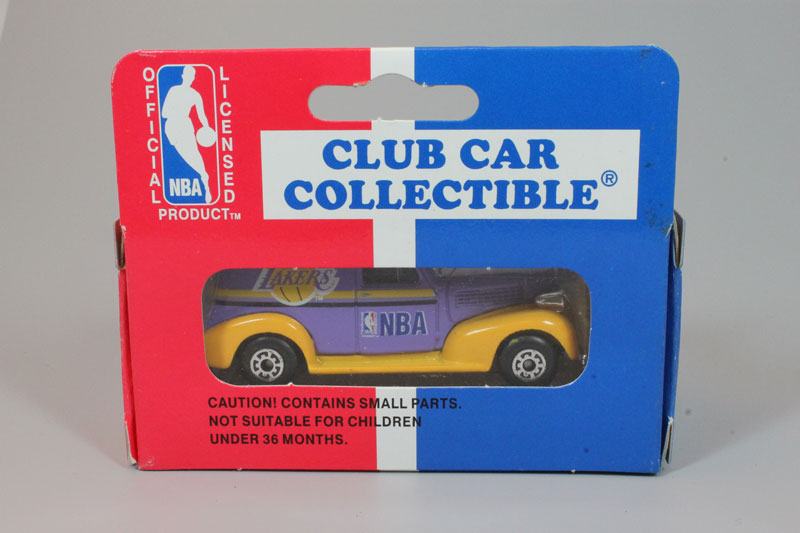 OFFICIAL
LICENSED
NBA
PRODUCT™
CLUB CAR
COLLECTIBLE®
LAKERS
TM
NBA
CAUTION! CONTAINS SMALL PARTS.
NOT SUITABLE FOR CHILDREN
UNDER 36 MONTHS.